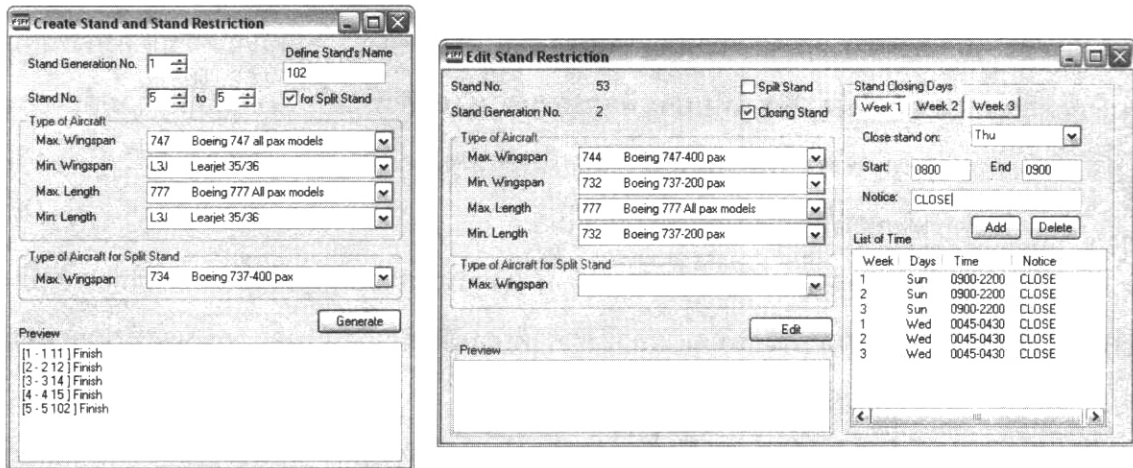 Create Stand and Stand Restriction
Stand Generation No. 1
Define Stand's Name
102
Stand No. 5 to 5 for Split Stand
Type of Aircraft
Max. Wingspan 747 Boeing 747 all pax models
Min. Wingspan L3J Learjet 35/36
Max. Length 777 Boeing 777 All pax models
Min. Length L3J Learjet 35/36
Type of Aircraft for Split Stand
Max. Wingspan 734 Boeing 737-400 pax
Generate
Preview
[1 - 1 11 ] Finish
[2 - 2 12 ] Finish
[3 - 3 14 ] Finish
[4 - 4 15 ] Finish
[5 - 5 102 ] Finish
Edit Stand Restriction
Stand No. 53 Split Stand
Stand Generation No. 2 Closing Stand
Type of Aircraft
Max. Wingspan 744 Boeing 747-400 pax
Min. Wingspan 732 Boeing 737-200 pax
Max. Length 777 Boeing 777 All pax models
Min. Length 732 Boeing 737-200 pax
Type of Aircraft for Split Stand
Max. Wingspan
Edit
Preview
Stand Closing Days
Week 1 Week 2 Week 3
Close stand on: Thu
Start: 0800 End 0900
Notice: CLOSE
Add Delete
List of Time
Week Days Time Notice
1 Sun 0900-2200 CLOSE
2 Sun 0900-2200 CLOSE
3 Sun 0900-2200 CLOSE
1 Wed 0045-0430 CLOSE
2 Wed 0045-0430 CLOSE
3 Wed 0045-0430 CLOSE